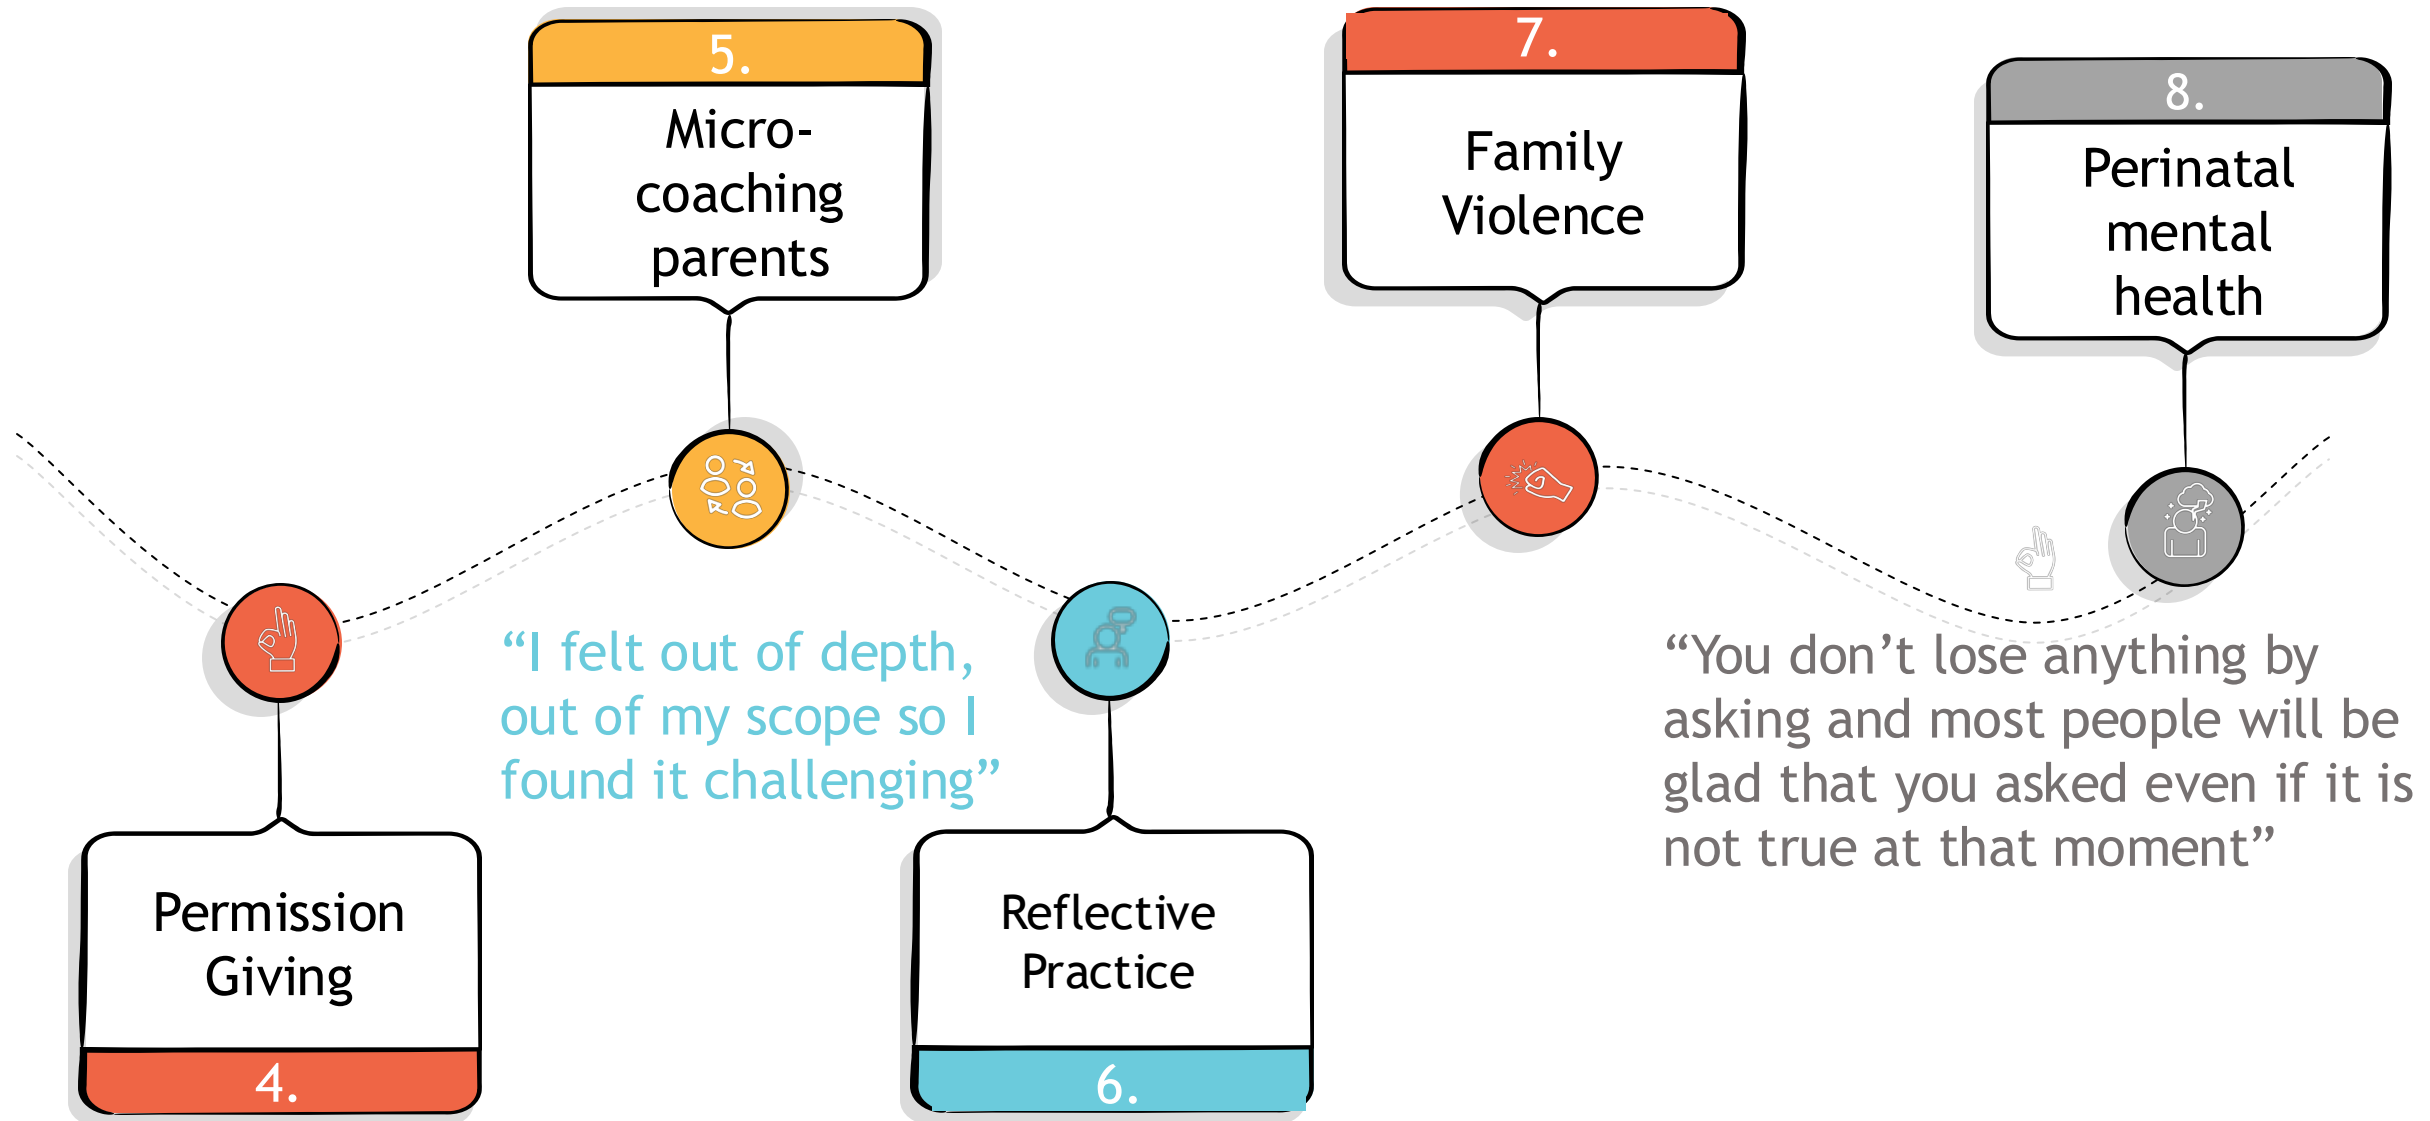 5.
Micro-
coaching
parents
7.
Family
Violence
8.
Perinatal
mental
health
“I felt out of depth,
out of my scope so I
found it challenging”
“You don’t lose anything by
asking and most people will be
glad that you asked even if it is
not true at that moment”
Permission
Giving
4.
Reflective
Practice
6.